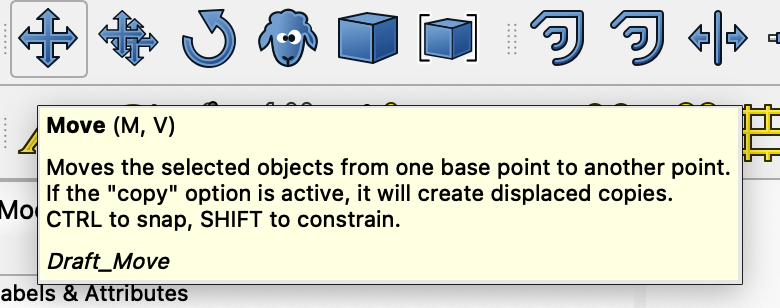 Move (M, V)
Moves the selected objects from one base point to another point.
If the "copy" option is active, it will create displaced copies.
CTRL to snap, SHIFT to constrain.
Draft_Move
abels & Attributes